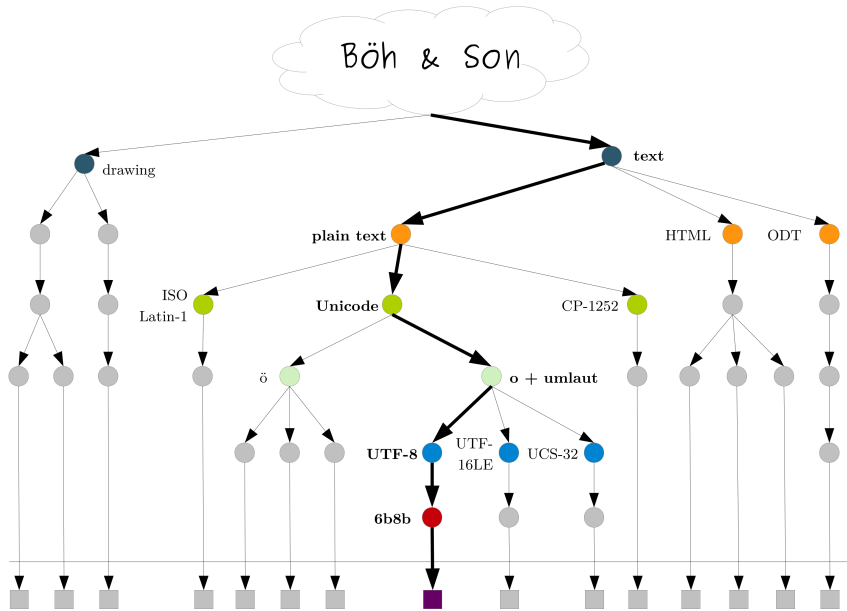 Böh & Son
drawing
text
plain text
HTML
ODT
ISO
Latin-1
Unicode
CP-1252
ö
o + umlaut
UTF-8
UTF-
16LE
UCS-32
6b8b